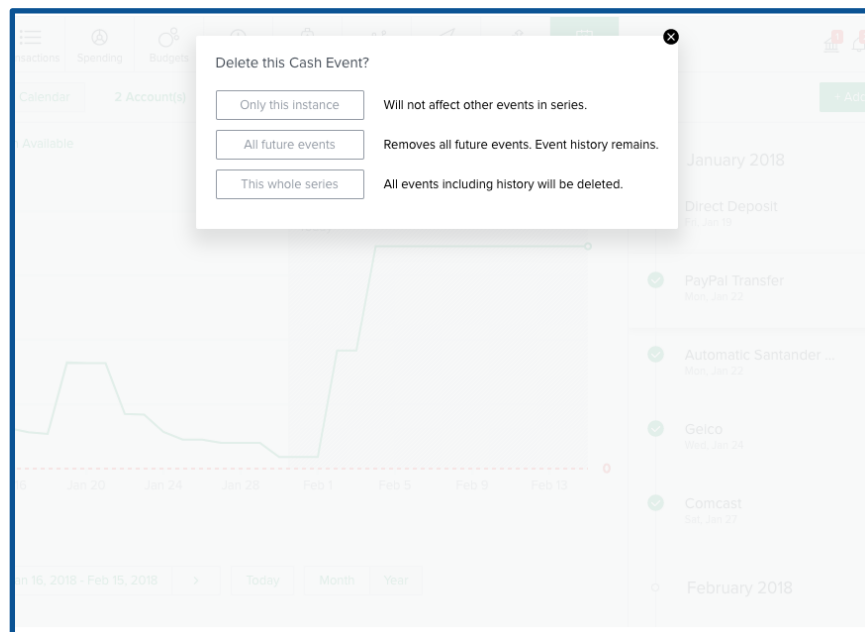 Spending
Budgets
Delete this Cash Event?
Only this instance
Will not affect other events in series.
All future events
Removes all future events. Event history remains.
This whole series
All events including history will be deleted.
Calendar
2 Account(s)
Available
January 2018
Direct Deposit
PayPal Transfer
Mon, Jan 22
Automatic Santander ...
Mon, Jan 22
Geico
Wed, Jan 24
Comcast
Sat, Jan 27
February 2018
0
Jan 20
Jan 24
Jan 28
Feb 1
Feb 5
Feb 9
Feb 13
16, 2018 - Feb 15, 2018
Today
Month
Year